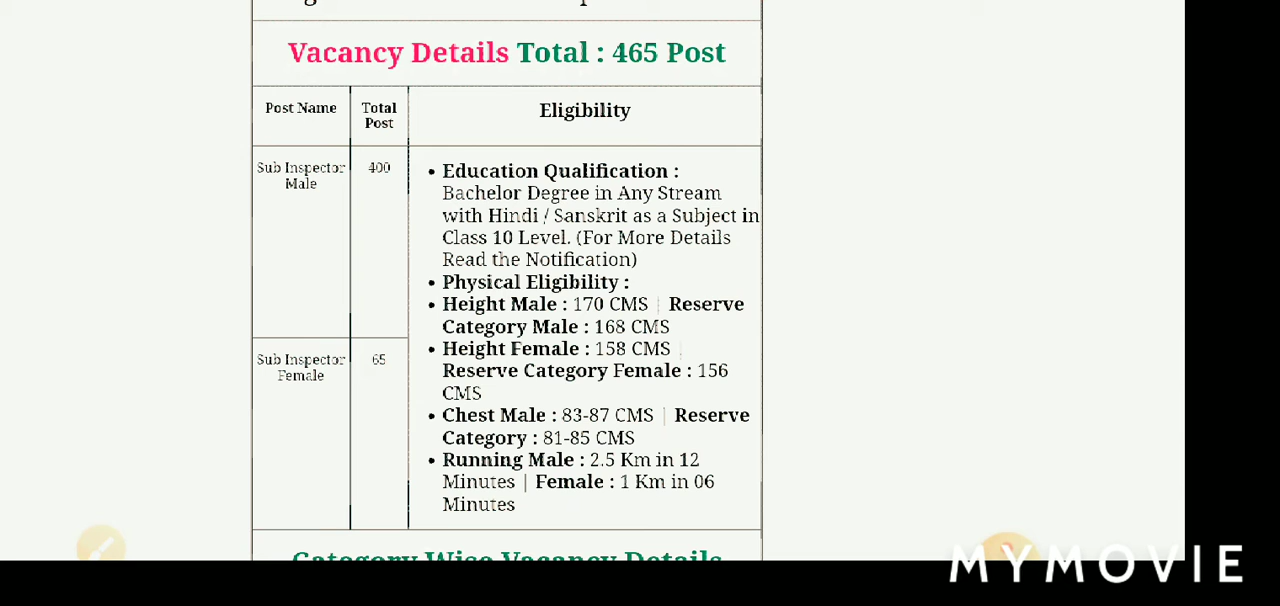 Vacancy Details Total : 465 Post
Post Name
Total
Post
Eligibility
Sub Inspector
Male
400
• Education Qualification :
Bachelor Degree in Any Stream
with Hindi / Sanskrit as a Subject in
Class 10 Level. (For More Details
Read the Notification)
• Physical Eligibility :
• Height Male : 170 CMS | Reserve
Category Male : 168 CMS
• Height Female : 158 CMS |
Reserve Category Female : 156
CMS
• Chest Male : 83-87 CMS | Reserve
Category : 81-85 CMS
• Running Male : 2.5 Km in 12
Minutes | Female : 1 Km in 06
Minutes
Sub Inspector
Female
65
Category Wise Vacancy Details
MYMOVIE